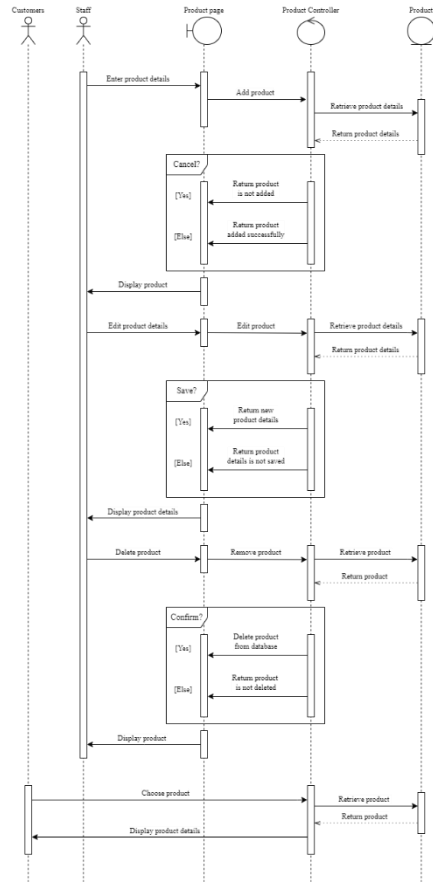 Customers
Staff
Product page
Product Controller
Product
Enter product details
Add product
Retrieve product details
Return product details
Cancel?
[Yes]
Return product
is not added
[Else]
Return product
added successfully
Display product
Edit product details
Edit product
Retrieve product details
Return product details
Save?
[Yes]
Return new
product details
[Else]
Return product
details is not saved
Display product details
Delete product
Remove product
Retrieve product
Return product
Confirm?
[Yes]
Delete product
from database
[Else]
Return product
is not deleted
Display product
Choose product
Retrieve product
Return product
Display product details